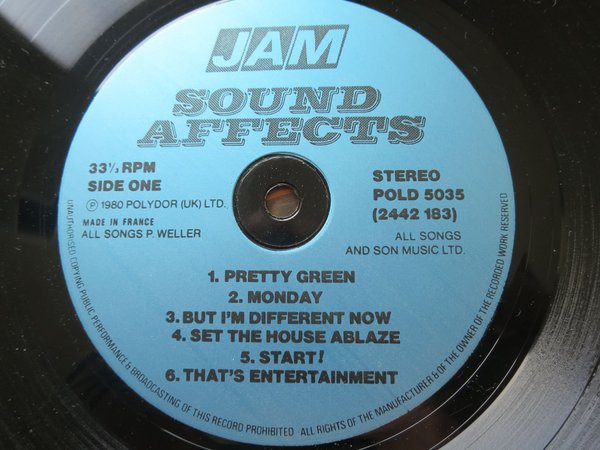 JAM
SOUND
AFFECTS
33⅓ RPM
SIDE ONE
Ⓟ 1980 POLYDOR (UK) LTD.
MADE IN FRANCE
ALL SONGS P. WELLER
STEREO
POLD 5035
(2442 183)
ALL SONGS
AND SON MUSIC LTD.
1. PRETTY GREEN
2. MONDAY
3. BUT I'M DIFFERENT NOW
4. SET THE HOUSE ABLAZE
5. START!
6. THAT'S ENTERTAINMENT
UNAUTHORISED COPYING PUBLIC PERFORMANCE & BROADCASTING OF THIS RECORD PROHIBITED · ALL RIGHTS OF THE MANUFACTURER & OF THE OWNER OF THE RECORDED WORK RESERVED